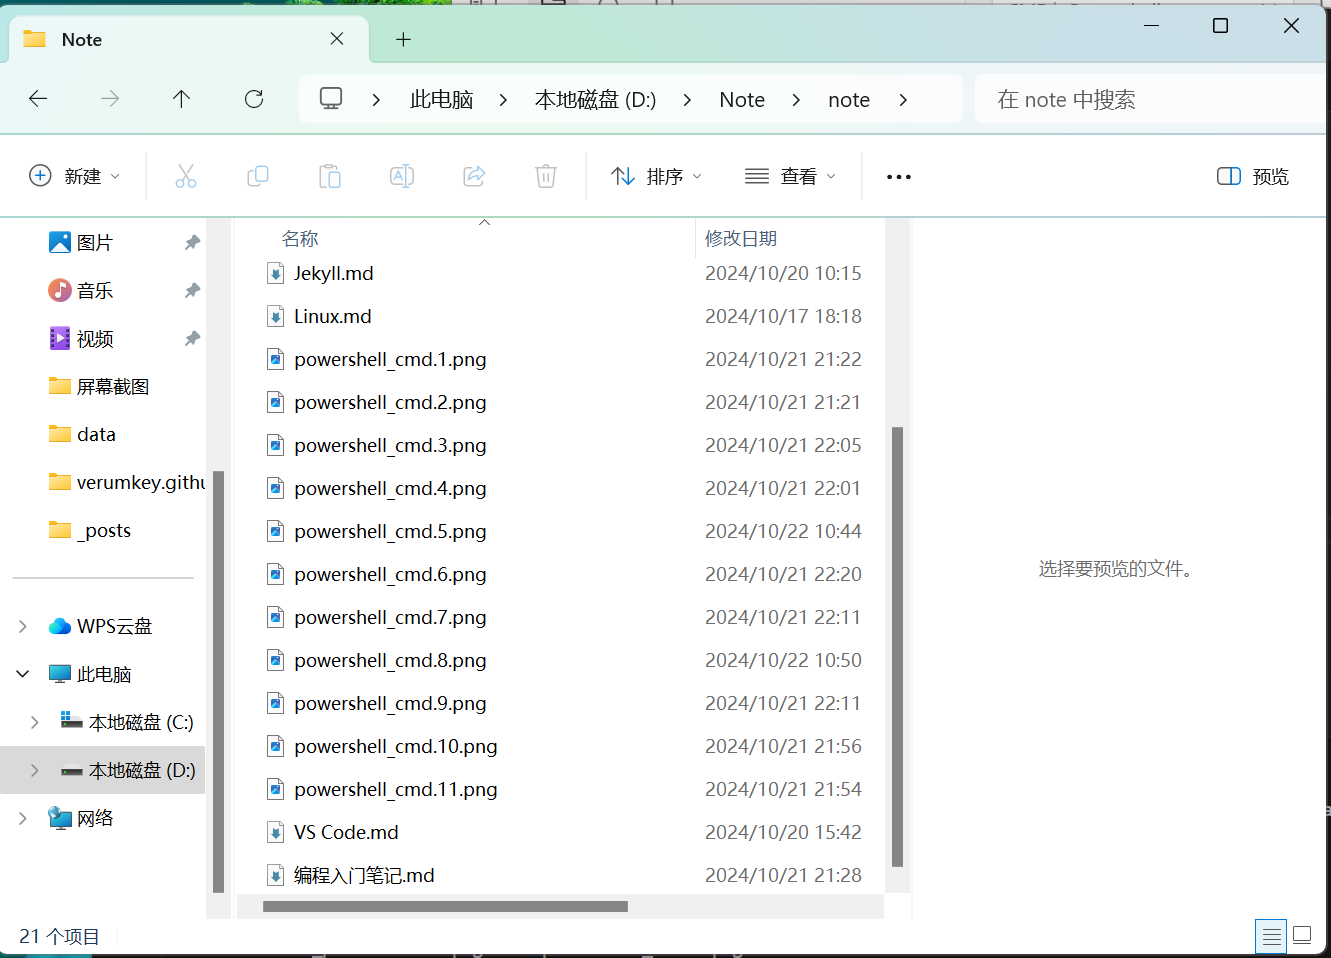 Note
此电脑 > 本地磁盘 (D:) > Note > note >
在 note 中搜索
新建
排序
查看
预览
图片
音乐
视频
屏幕截图
data
verumkey.githu
_posts
WPS云盘
此电脑
本地磁盘 (C:)
本地磁盘 (D:)
网络
名称 修改日期
Jekyll.md 2024/10/20 10:15
Linux.md 2024/10/17 18:18
powershell_cmd.1.png 2024/10/21 21:22
powershell_cmd.2.png 2024/10/21 21:21
powershell_cmd.3.png 2024/10/21 22:05
powershell_cmd.4.png 2024/10/21 22:01
powershell_cmd.5.png 2024/10/22 10:44
powershell_cmd.6.png 2024/10/21 22:20
powershell_cmd.7.png 2024/10/21 22:11
powershell_cmd.8.png 2024/10/22 10:50
powershell_cmd.9.png 2024/10/21 22:11
powershell_cmd.10.png 2024/10/21 21:56
powershell_cmd.11.png 2024/10/21 21:54
VS Code.md 2024/10/20 15:42
编程入门笔记.md 2024/10/21 21:28
选择要预览的文件。
21 个项目